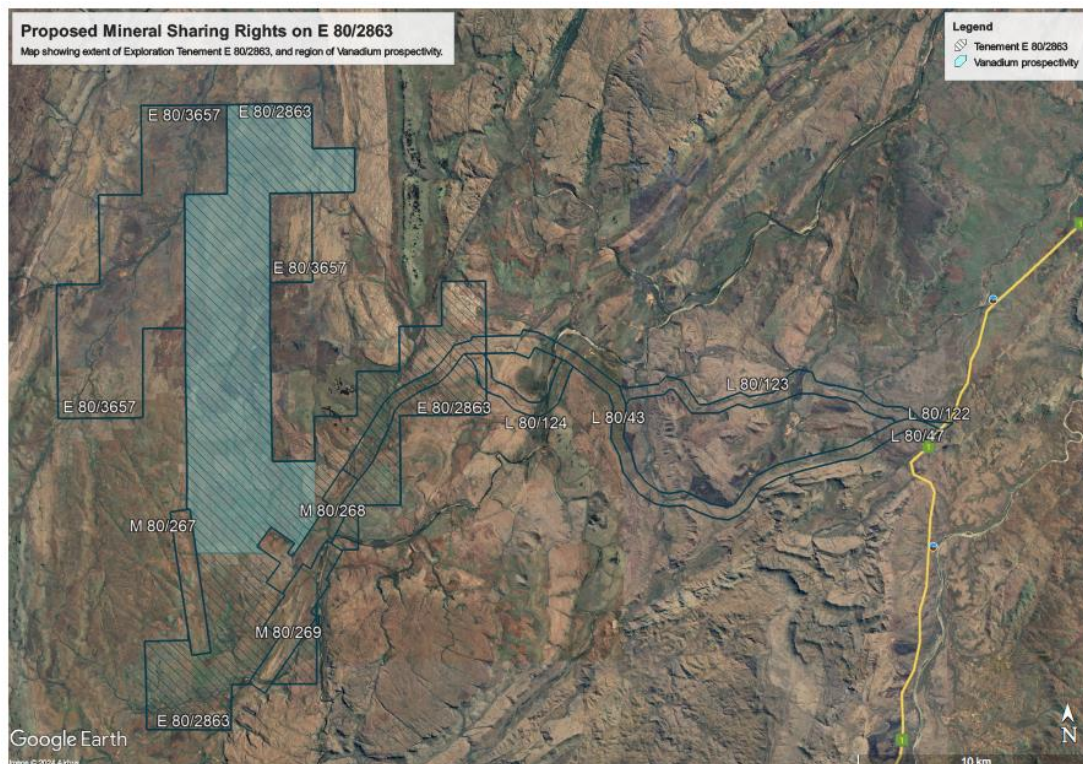 Proposed Mineral Sharing Rights on E 80/2863
Map showing extent of Exploration Tenement E 80/2863, and region of Vanadium prospectivity.
Legend
Tenement E 80/2863
Vanadium prospectivity
E 80/3657
E 80/2863
1
E 80/3657
L 80/123
E 80/3657
E 80/2863
L 80/124
L 80/43
L 80/122
L 80/47
1
M 80/268
M 80/267
M 80/269
E 80/2863
1
N
Google Earth
10 km